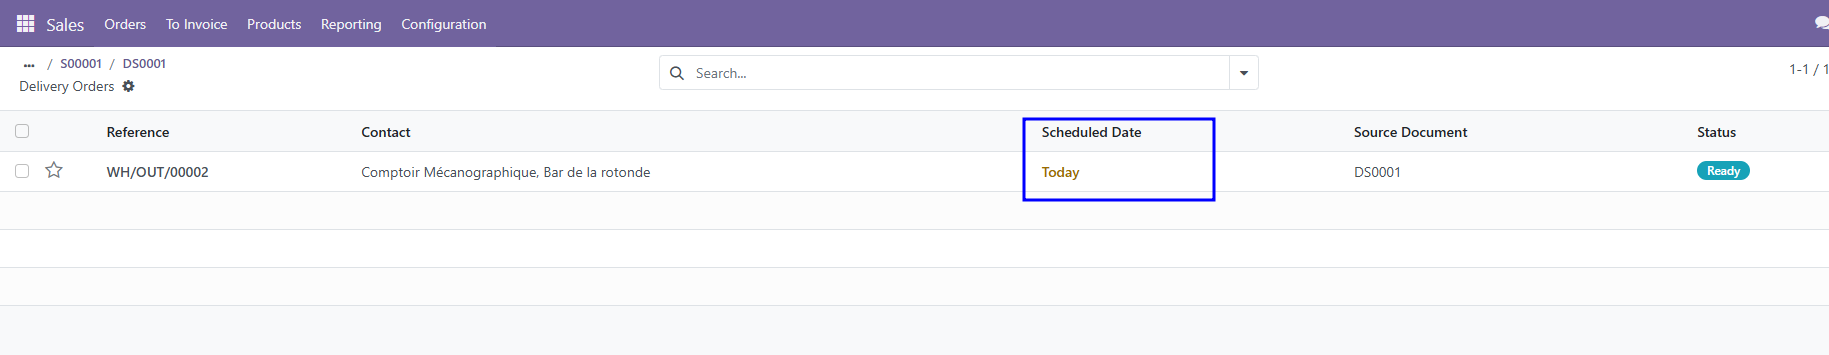 Sales Orders To Invoice Products Reporting Configuration
... / S00001 / DS0001
Delivery Orders
Search...
1-1 / 1
Reference Contact Scheduled Date Source Document Status
WH/OUT/00002 Comptoir Mécanographique, Bar de la rotonde Today DS0001 Ready